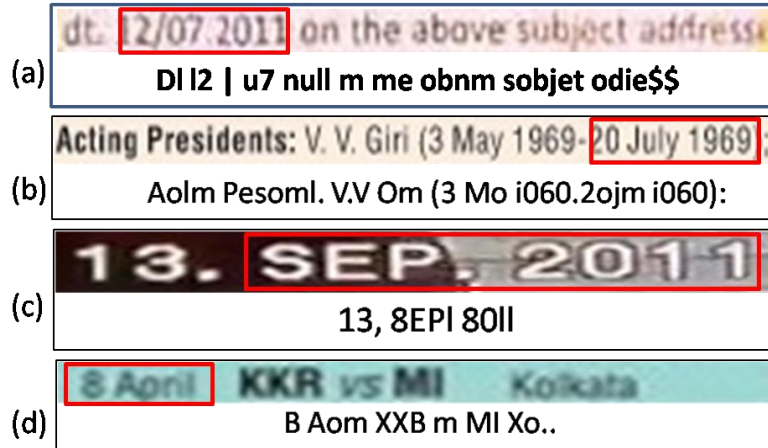 dt. 12/07.2011 on the above subject addresse
(a)
Dl l2 | u7 null m me obnm sobjet odie$$
Acting Presidents: V. V. Giri (3 May 1969-20 July 1969);
(b)
Aolm Pesoml. V.V Om (3 Mo i060.2ojm i060):
13. SEP. 2011
(c)
13, 8EPl 80ll
8 April KKR vs MI Kolkata
(d)
B Aom XXB m MI Xo..